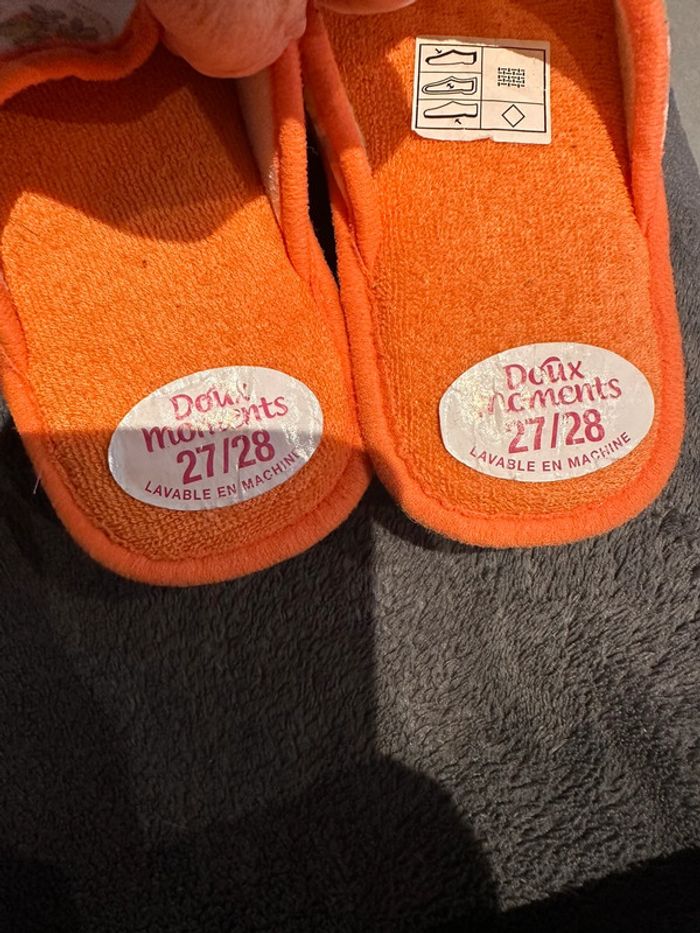 Doux
moments
27/28
LAVABLE EN MACHINE
Doux
moments
27/28
LAVABLE EN MACHINE